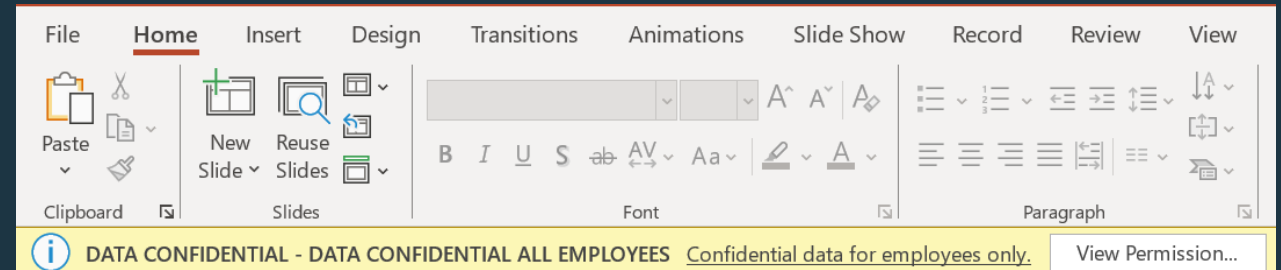 File Home Insert Design Transitions Animations Slide Show Record Review View
Paste
New Slide
Reuse Slides
B I U S ab AV Aa A
Clipboard Slides Font Paragraph
DATA CONFIDENTIAL - DATA CONFIDENTIAL ALL EMPLOYEES Confidential data for employees only. View Permission...